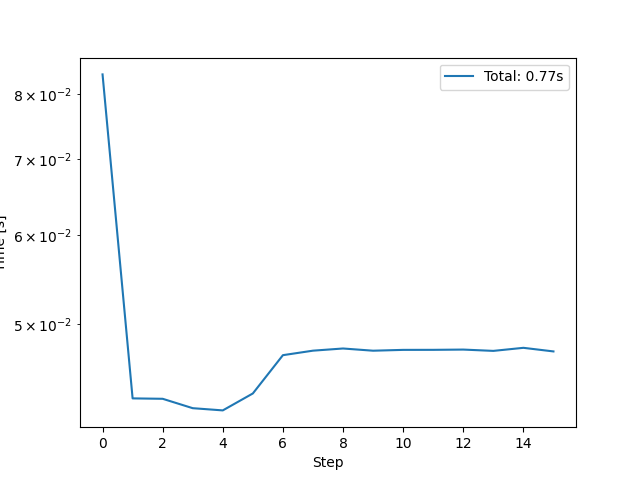 Total: 0.77s
8 × 10⁻²
7 × 10⁻²
6 × 10⁻²
5 × 10⁻²
Time [s]
0 2 4 6 8 10 12 14
Step